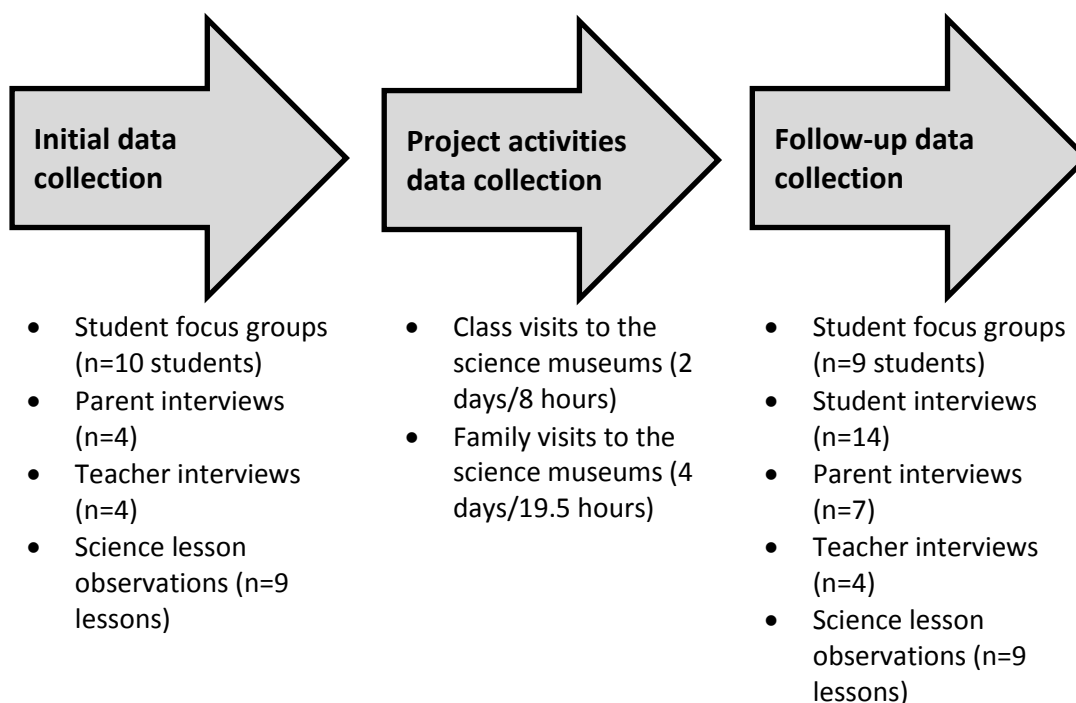 Initial data
collection
• Student focus groups
(n=10 students)
• Parent interviews
(n=4)
• Teacher interviews
(n=4)
• Science lesson
observations (n=9
lessons)
Project activities
data collection
• Class visits to the
science museums (2
days/8 hours)
• Family visits to the
science museums (4
days/19.5 hours)
Follow-up data
collection
• Student focus groups
(n=9 students)
• Student interviews
(n=14)
• Parent interviews
(n=7)
• Teacher interviews
(n=4)
• Science lesson
observations (n=9
lessons)